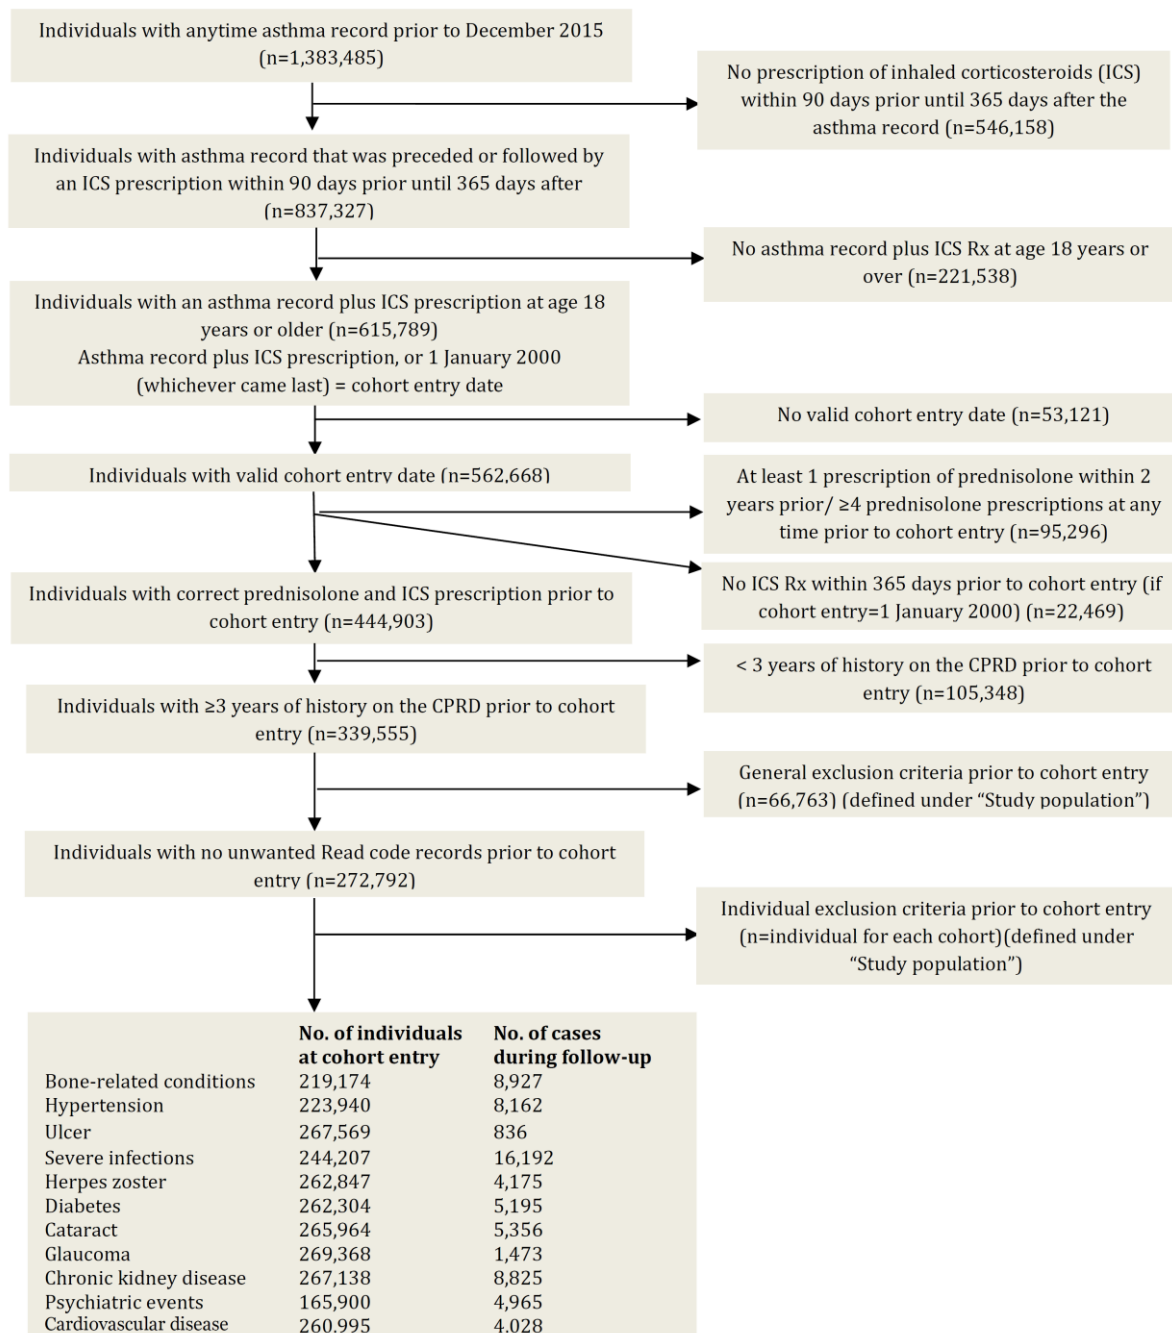 Individuals with anytime asthma record prior to December 2015
(n=1,383,485)
No prescription of inhaled corticosteroids (ICS)
within 90 days prior until 365 days after the
asthma record (n=546,158)
Individuals with asthma record that was preceded or followed by
an ICS prescription within 90 days prior until 365 days after
(n=837,327)
No asthma record plus ICS Rx at age 18 years or
over (n=221,538)
Individuals with an asthma record plus ICS prescription at age 18
years or older (n=615,789)
Asthma record plus ICS prescription, or 1 January 2000
(whichever came last) = cohort entry date
No valid cohort entry date (n=53,121)
Individuals with valid cohort entry date (n=562,668)
At least 1 prescription of prednisolone within 2
years prior/ ≥4 prednisolone prescriptions at any
time prior to cohort entry (n=95,296)
No ICS Rx within 365 days prior to cohort entry (if
cohort entry=1 January 2000) (n=22,469)
Individuals with correct prednisolone and ICS prescription prior to
cohort entry (n=444,903)
< 3 years of history on the CPRD prior to cohort
entry (n=105,348)
Individuals with ≥3 years of history on the CPRD prior to cohort
entry (n=339,555)
General exclusion criteria prior to cohort entry
(n=66,763) (defined under “Study population”)
Individuals with no unwanted Read code records prior to cohort
entry (n=272,792)
Individual exclusion criteria prior to cohort entry
(n=individual for each cohort)(defined under
“Study population”)
No. of individuals No. of cases
at cohort entry during follow-up
Bone-related conditions 219,174 8,927
Hypertension 223,940 8,162
Ulcer 267,569 836
Severe infections 244,207 16,192
Herpes zoster 262,847 4,175
Diabetes 262,304 5,195
Cataract 265,964 5,356
Glaucoma 269,368 1,473
Chronic kidney disease 267,138 8,825
Psychiatric events 165,900 4,965
Cardiovascular disease 260,995 4,028